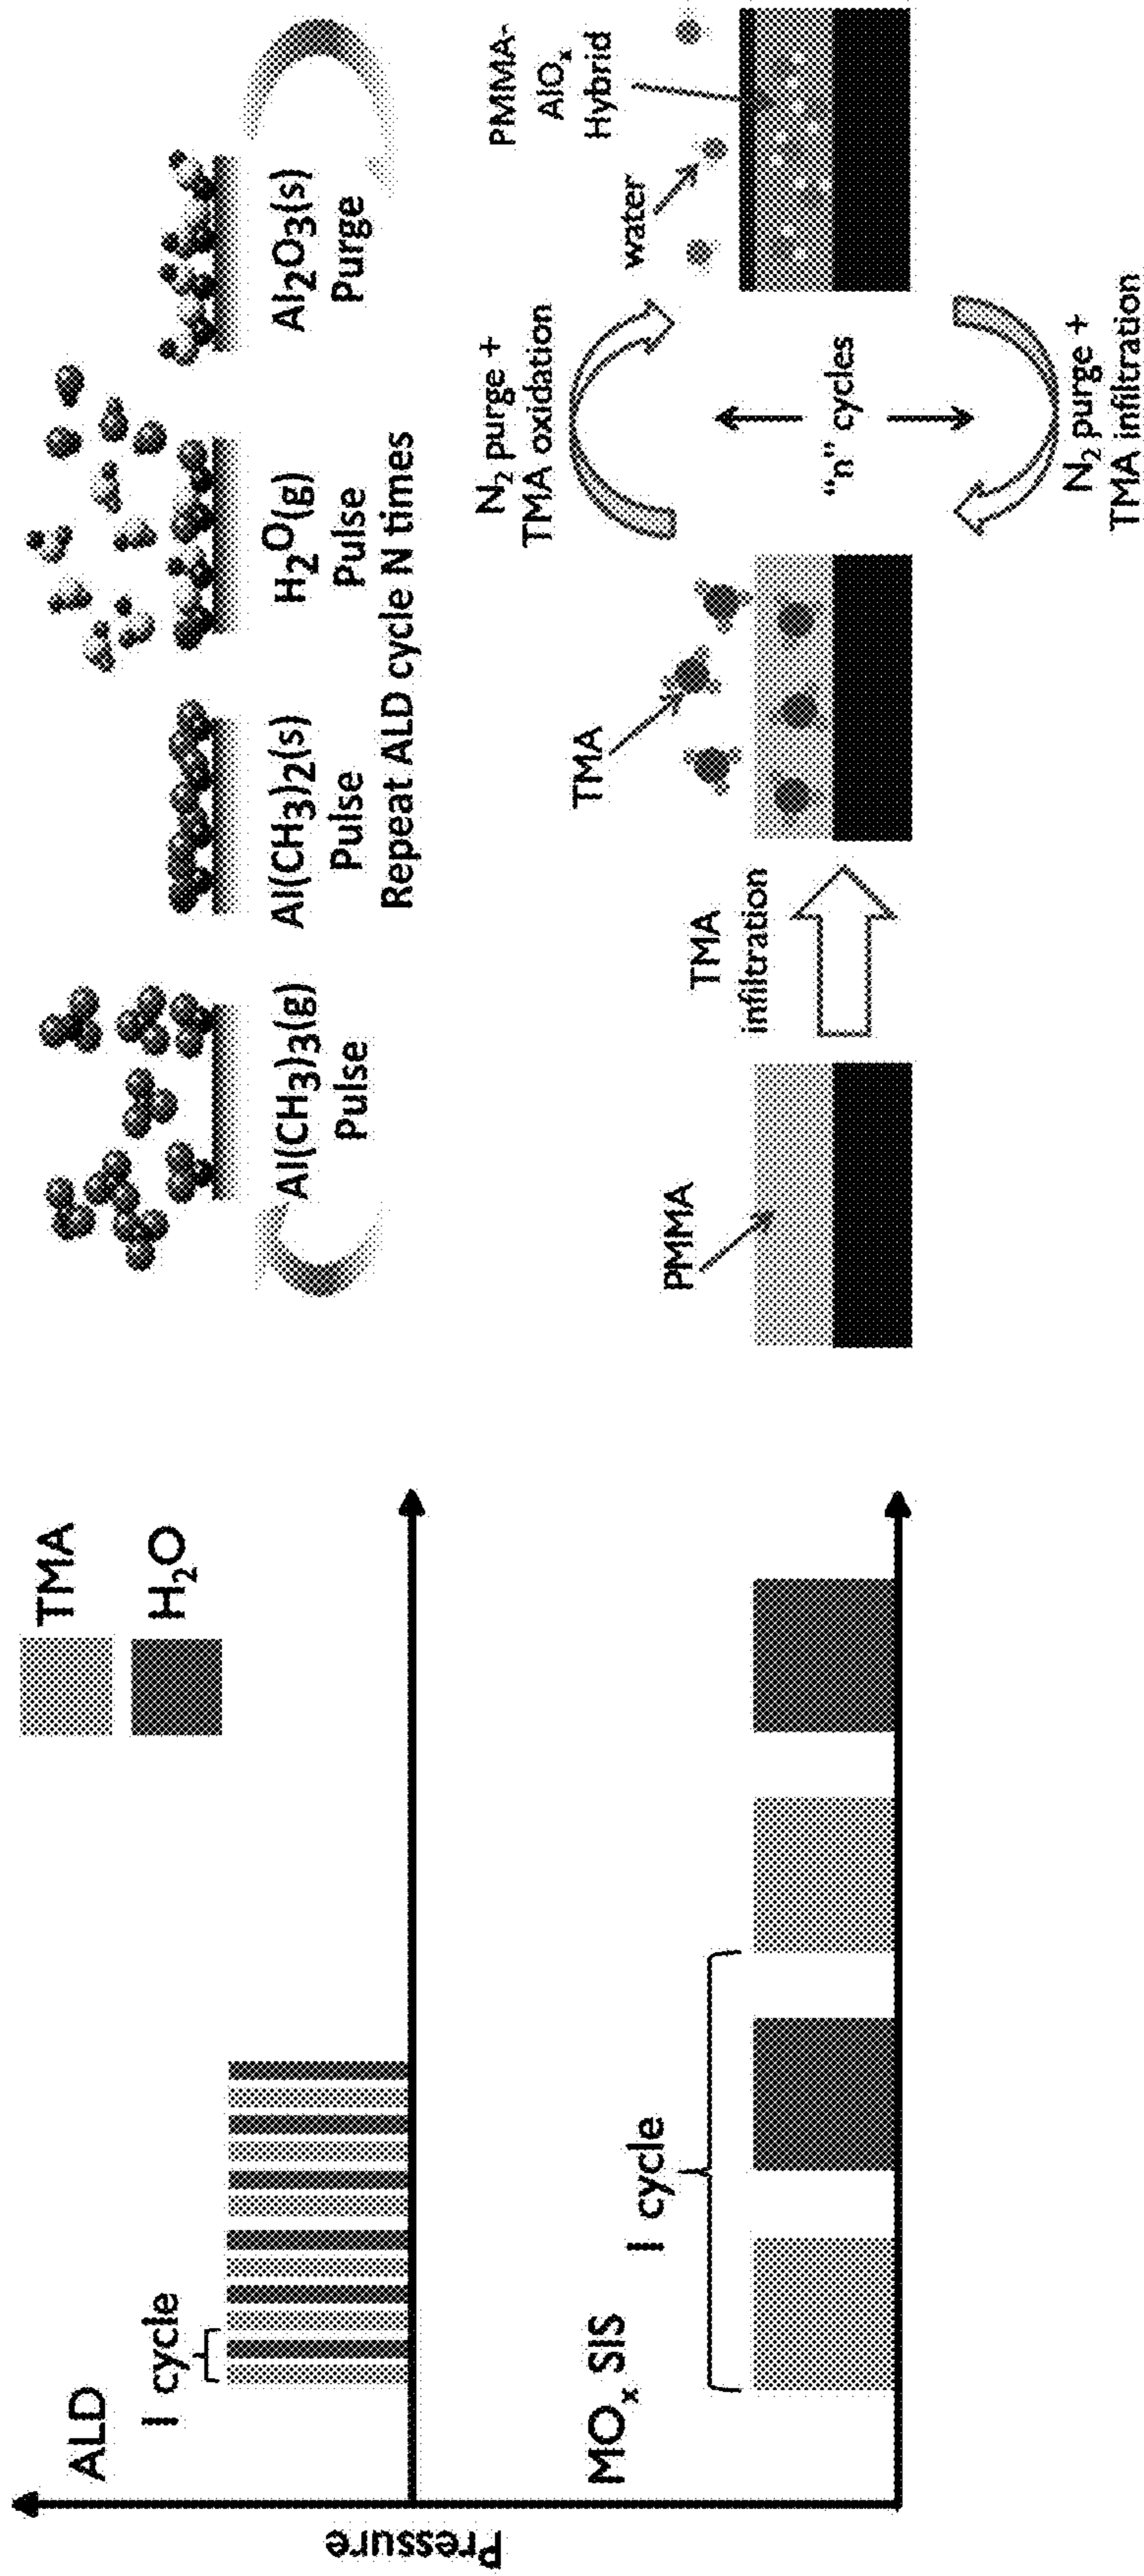 Pressure
ALD
1 cycle
TMA
H₂O
Al(CH₃)₃(g)
Pulse
Al(CH₃)₂(s)
Pulse
H₂O(g)
Pulse
Al₂O₃(s)
Purge
Repeat ALD cycle N times
MOₓ SIS
1 cycle
PMMA
TMA
infiltration
TMA
N₂ purge +
TMA oxidation
"n" cycles
N₂ purge +
TMA infiltration
water
PMMA-
AlOₓ
Hybrid